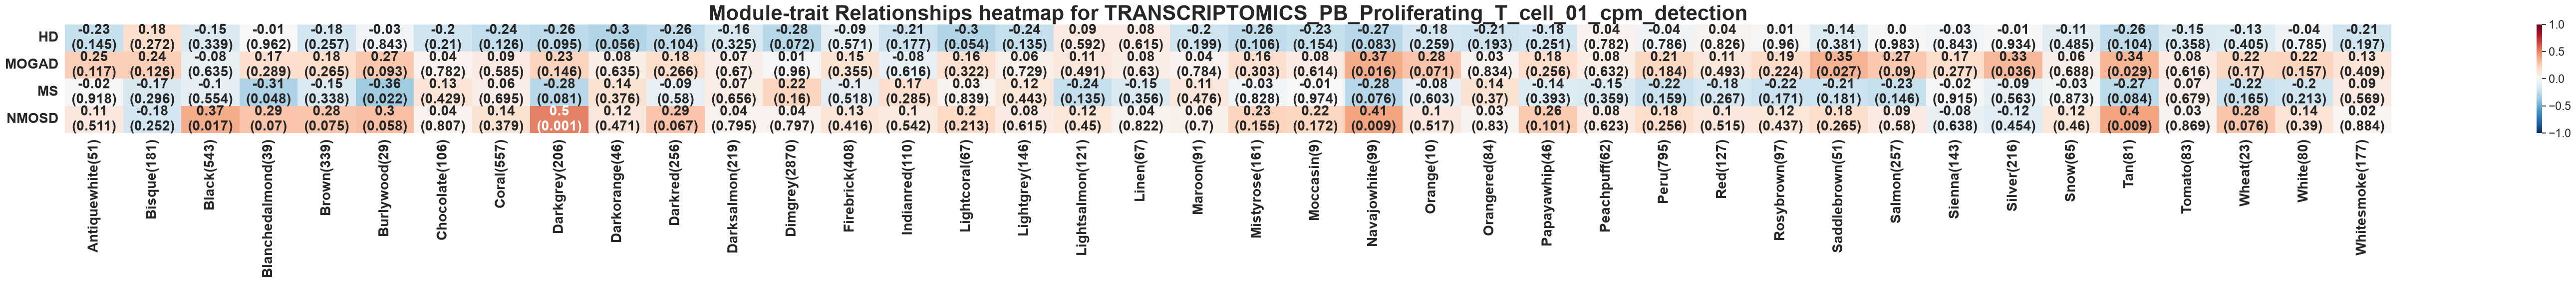 Module-trait Relationships heatmap for TRANSCRIPTOMICS_PB_Proliferating_T_cell_01_cpm_detection
HD
-0.23 0.18 -0.15 -0.01 -0.18 -0.03 -0.2 -0.24 -0.26 -0.3 -0.26 -0.16 -0.28 -0.09 -0.21 -0.3 -0.24 0.09 0.08 -0.2 -0.26 -0.23 -0.27 -0.18 -0.21 -0.18 0.04 -0.04 0.04 0.01 -0.14 0.0 -0.03 -0.01 -0.11 -0.26 -0.15 -0.13 -0.04 -0.21
(0.145) (0.272) (0.339) (0.962) (0.257) (0.843) (0.21) (0.126) (0.095) (0.056) (0.104) (0.325) (0.072) (0.571) (0.177) (0.054) (0.135) (0.592) (0.615) (0.199) (0.106) (0.154) (0.083) (0.259) (0.193) (0.251) (0.782) (0.786) (0.826) (0.96) (0.381) (0.983) (0.843) (0.934) (0.485) (0.104) (0.358) (0.405) (0.785) (0.197)
MOGAD
0.25 0.24 -0.08 0.17 0.18 0.27 0.04 0.09 0.23 0.08 0.18 0.07 0.01 0.15 -0.08 0.16 0.06 0.11 0.08 0.04 0.16 0.08 0.37 0.28 0.03 0.18 0.08 0.21 0.11 0.19 0.35 0.27 0.17 0.33 0.06 0.34 0.08 0.22 0.22 0.13
(0.117) (0.126) (0.635) (0.289) (0.265) (0.093) (0.782) (0.585) (0.146) (0.635) (0.266) (0.67) (0.96) (0.355) (0.616) (0.322) (0.729) (0.491) (0.63) (0.784) (0.303) (0.614) (0.016) (0.071) (0.834) (0.256) (0.632) (0.184) (0.493) (0.224) (0.027) (0.09) (0.277) (0.036) (0.688) (0.029) (0.616) (0.17) (0.157) (0.409)
MS
-0.02 -0.17 -0.1 -0.31 -0.15 -0.36 0.13 0.06 -0.28 0.14 -0.09 0.07 0.22 -0.1 0.17 0.03 0.12 -0.24 -0.15 0.11 -0.03 -0.01 -0.28 -0.08 0.14 -0.14 -0.15 -0.22 -0.18 -0.22 -0.21 -0.23 -0.02 -0.09 -0.03 -0.27 0.07 -0.22 -0.2 0.09
(0.918) (0.296) (0.554) (0.048) (0.338) (0.022) (0.429) (0.695) (0.081) (0.376) (0.58) (0.656) (0.16) (0.518) (0.285) (0.839) (0.443) (0.135) (0.356) (0.476) (0.828) (0.974) (0.076) (0.603) (0.37) (0.393) (0.359) (0.159) (0.267) (0.171) (0.181) (0.146) (0.915) (0.563) (0.873) (0.084) (0.679) (0.165) (0.213) (0.569)
NMOSD
0.11 -0.18 0.37 0.29 0.28 0.3 0.04 0.14 0.5 0.12 0.29 0.04 0.04 0.13 0.1 0.2 0.08 0.12 0.04 0.06 0.23 0.22 0.41 0.1 0.03 0.26 0.08 0.18 0.1 0.12 0.18 0.09 -0.08 -0.12 0.12 0.4 0.03 0.28 0.14 0.02
(0.511) (0.252) (0.017) (0.07) (0.075) (0.058) (0.807) (0.379) (0.001) (0.471) (0.067) (0.795) (0.797) (0.416) (0.542) (0.213) (0.615) (0.45) (0.822) (0.7) (0.155) (0.172) (0.009) (0.517) (0.83) (0.101) (0.623) (0.256) (0.515) (0.437) (0.265) (0.58) (0.638) (0.454) (0.46) (0.009) (0.869) (0.076) (0.39) (0.884)
Antiquewhite(51)
Bisque(181)
Black(543)
Blanchedalmond(39)
Brown(339)
Burlywood(29)
Chocolate(106)
Coral(557)
Darkgrey(206)
Darkorange(46)
Darkred(256)
Darksalmon(219)
Dimgrey(2870)
Firebrick(408)
Indianred(110)
Lightcoral(67)
Lightgrey(146)
Lightsalmon(121)
Linen(67)
Maroon(91)
Mistyrose(161)
Moccasin(9)
Navajowhite(99)
Orange(10)
Orangered(84)
Papayawhip(46)
Peachpuff(62)
Peru(795)
Red(127)
Rosybrown(97)
Saddlebrown(51)
Salmon(257)
Sienna(143)
Silver(216)
Snow(65)
Tan(81)
Tomato(83)
Wheat(23)
White(80)
Whitesmoke(177)
1.0
0.5
0.0
−0.5
−1.0